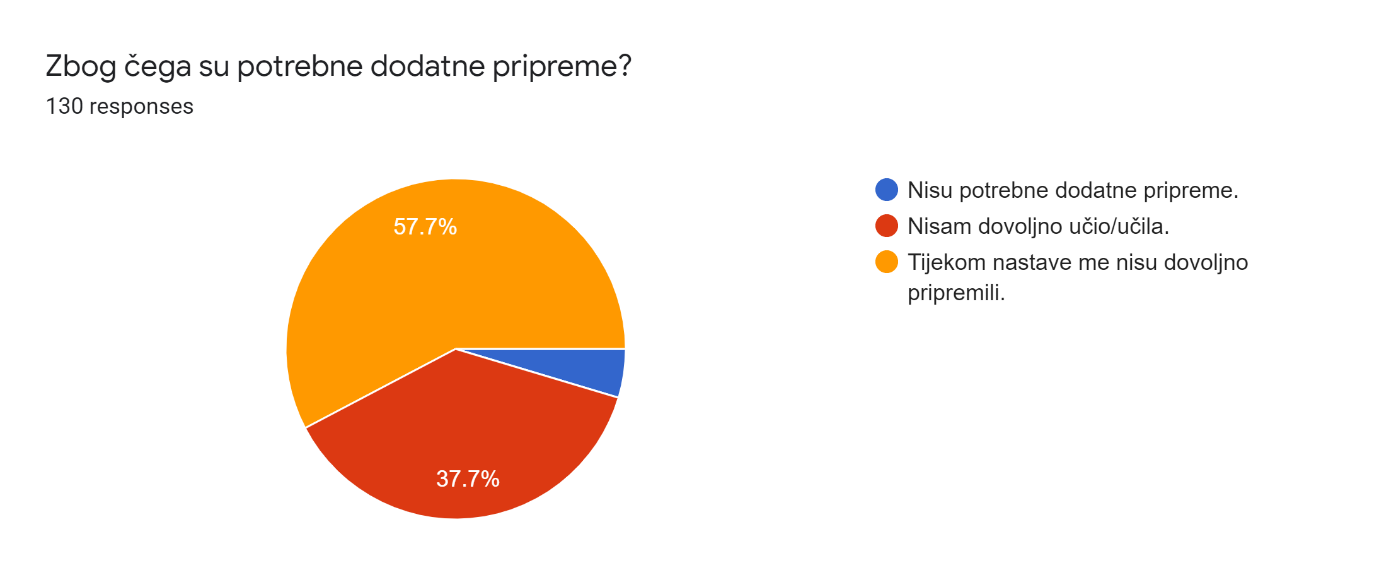 Zbog čega su potrebne dodatne pripreme?
130 responses
57.7%
37.7%
Nisu potrebne dodatne pripreme.
Nisam dovoljno učio/učila.
Tijekom nastave me nisu dovoljno
pripremili.